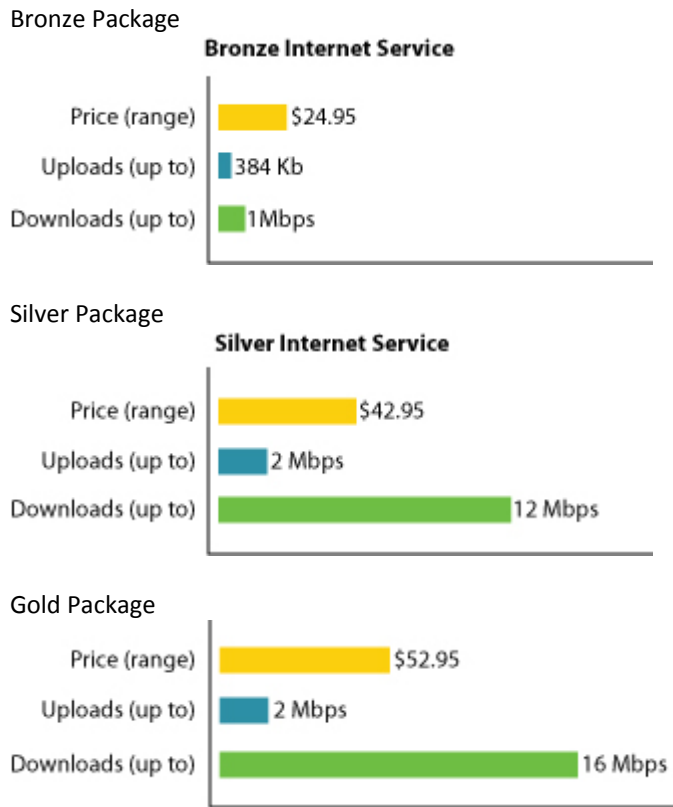 Bronze Package
Bronze Internet Service
Price (range) $24.95
Uploads (up to) 384 Kb
Downloads (up to) 1Mbps
Silver Package
Silver Internet Service
Price (range) $42.95
Uploads (up to) 2 Mbps
Downloads (up to) 12 Mbps
Gold Package
Price (range) $52.95
Uploads (up to) 2 Mbps
Downloads (up to) 16 Mbps